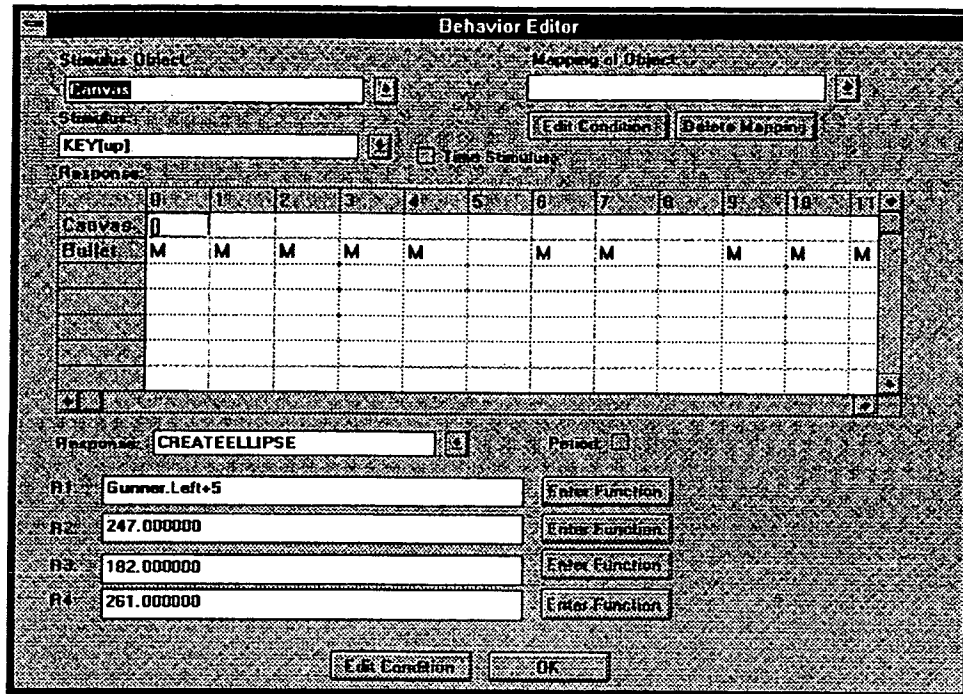 Behavior Editor
Stimulus Object: Mapping of Object:
Canvas
Edit Condition Delete Mapping
Stimulus:
KEY[up] Time Stimulus:
Response:
0 1 2 3 4 5 6 7 8 9 10 11
Canvas. 0
Bullet. M M M M M M M M M M
Response: CREATEELLIPSE Period:
R1: Gunner.Left+5 Enter Function
R2: 247.000000 Enter Function
R3: 182.000000 Enter Function
R4: 261.000000 Enter Function
Edit Condition OK